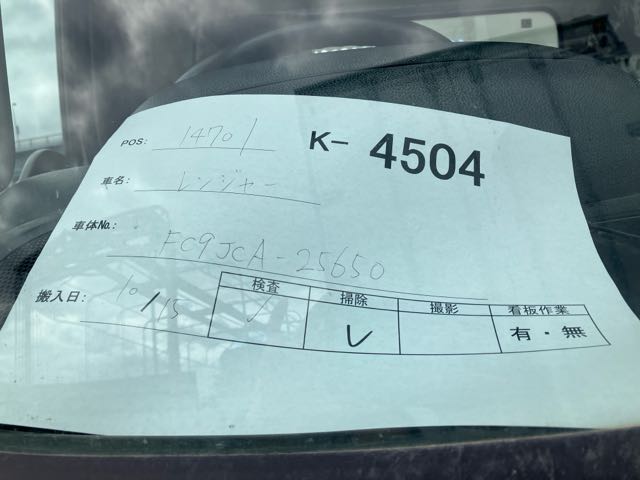 POS: 14701 K- 4504
車名: レンジャー
車体No.:
FC9JCA-25650
搬入日: 10/15
検査 掃除 撮影 看板作業
✓ ✓ 有・無